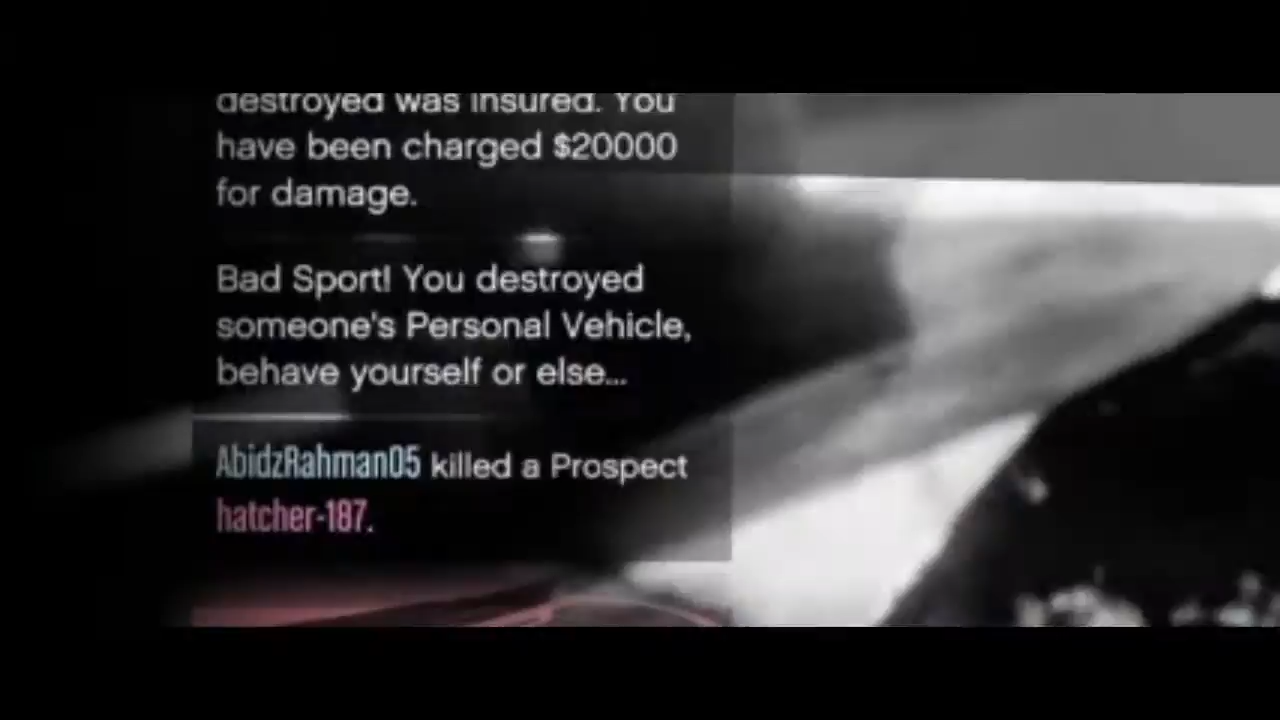 destroyed was insured. You
have been charged $20000
for damage.
Bad Sport! You destroyed
someone's Personal Vehicle,
behave yourself or else...
AbidzRahman05 killed a Prospect
hatcher-187.